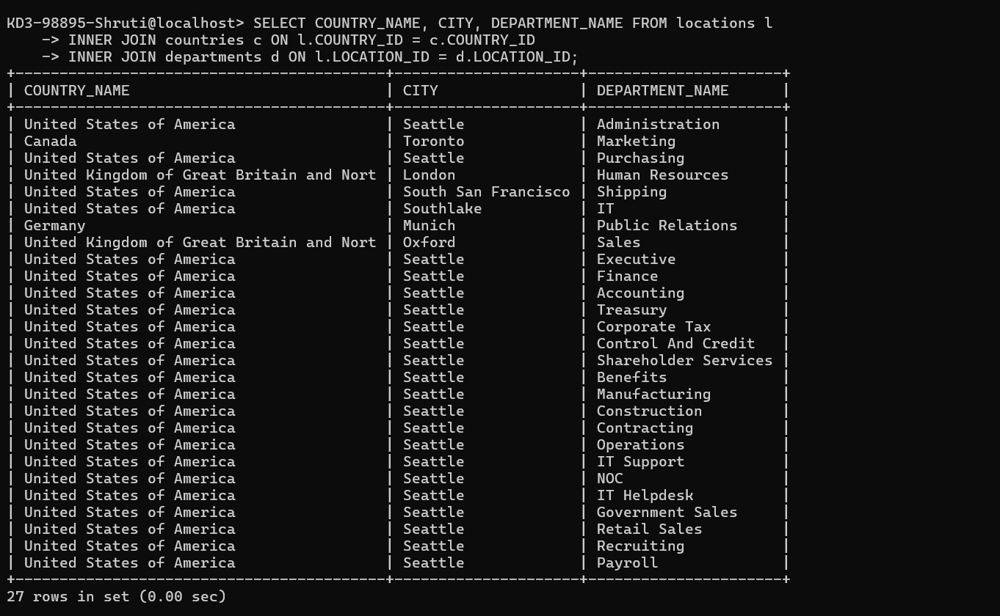 KD3-98895-Shruti@localhost> SELECT COUNTRY_NAME, CITY, DEPARTMENT_NAME FROM locations l
    -> INNER JOIN countries c ON l.COUNTRY_ID = c.COUNTRY_ID
    -> INNER JOIN departments d ON l.LOCATION_ID = d.LOCATION_ID;
+------------------------------------------+---------------------+----------------------+
| COUNTRY_NAME                             | CITY                | DEPARTMENT_NAME      |
+------------------------------------------+---------------------+----------------------+
| United States of America                 | Seattle             | Administration       |
| Canada                                   | Toronto             | Marketing            |
| United States of America                 | Seattle             | Purchasing           |
| United Kingdom of Great Britain and Nort | London              | Human Resources      |
| United States of America                 | South San Francisco | Shipping             |
| United States of America                 | Southlake           | IT                   |
| Germany                                  | Munich              | Public Relations     |
| United Kingdom of Great Britain and Nort | Oxford              | Sales                |
| United States of America                 | Seattle             | Executive            |
| United States of America                 | Seattle             | Finance              |
| United States of America                 | Seattle             | Accounting           |
| United States of America                 | Seattle             | Treasury             |
| United States of America                 | Seattle             | Corporate Tax        |
| United States of America                 | Seattle             | Control And Credit   |
| United States of America                 | Seattle             | Shareholder Services |
| United States of America                 | Seattle             | Benefits             |
| United States of America                 | Seattle             | Manufacturing        |
| United States of America                 | Seattle             | Construction         |
| United States of America                 | Seattle             | Contracting          |
| United States of America                 | Seattle             | Operations           |
| United States of America                 | Seattle             | IT Support           |
| United States of America                 | Seattle             | NOC                  |
| United States of America                 | Seattle             | IT Helpdesk          |
| United States of America                 | Seattle             | Government Sales     |
| United States of America                 | Seattle             | Retail Sales         |
| United States of America                 | Seattle             | Recruiting           |
| United States of America                 | Seattle             | Payroll              |
+------------------------------------------+---------------------+----------------------+
27 rows in set (0.00 sec)